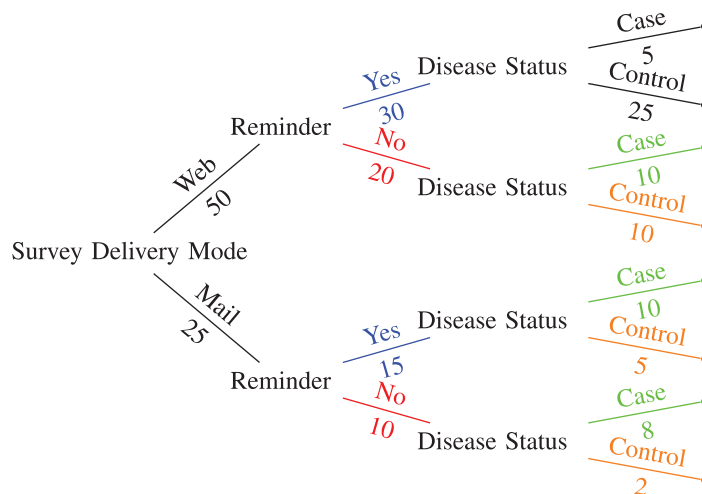 Case
5
Disease Status
Control
25
Yes
30
Reminder
No
20
Case
10
Disease Status
Control
10
Web
50
Survey Delivery Mode
Mail
25
Case
10
Disease Status
Control
5
Yes
15
Reminder
No
10
Case
8
Disease Status
Control
2